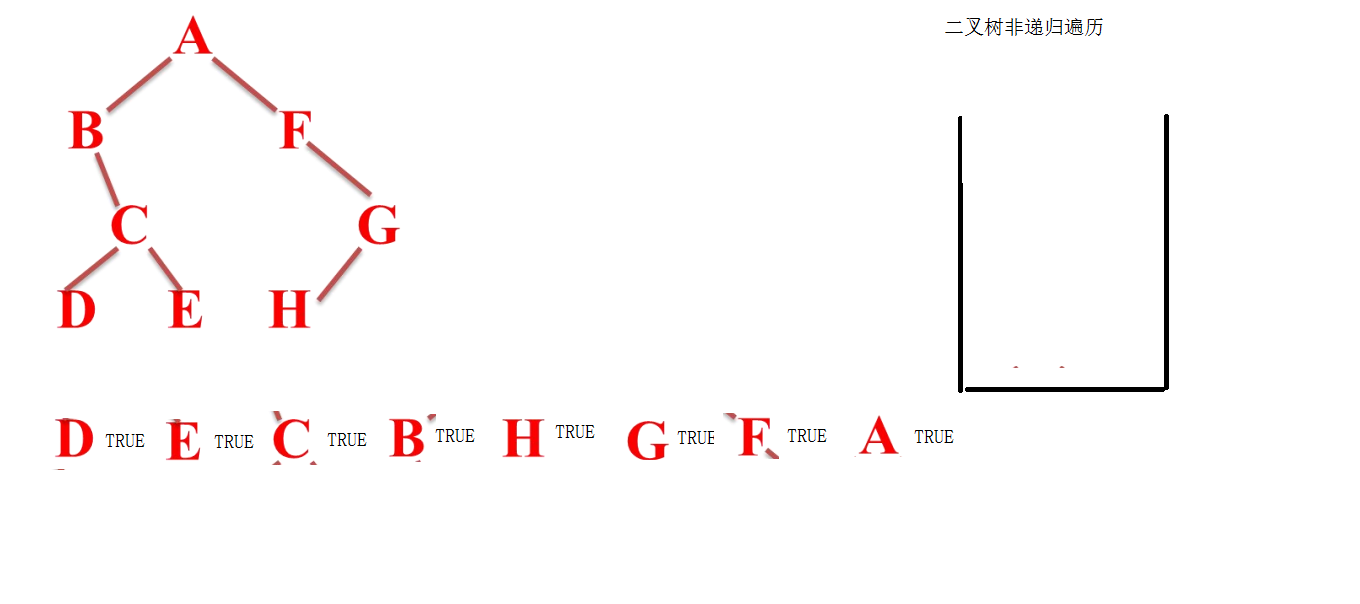 二叉树非递归遍历
A
B F
C G
D E H
D TRUE E TRUE C TRUE B TRUE H TRUE G TRUE F TRUE A TRUE